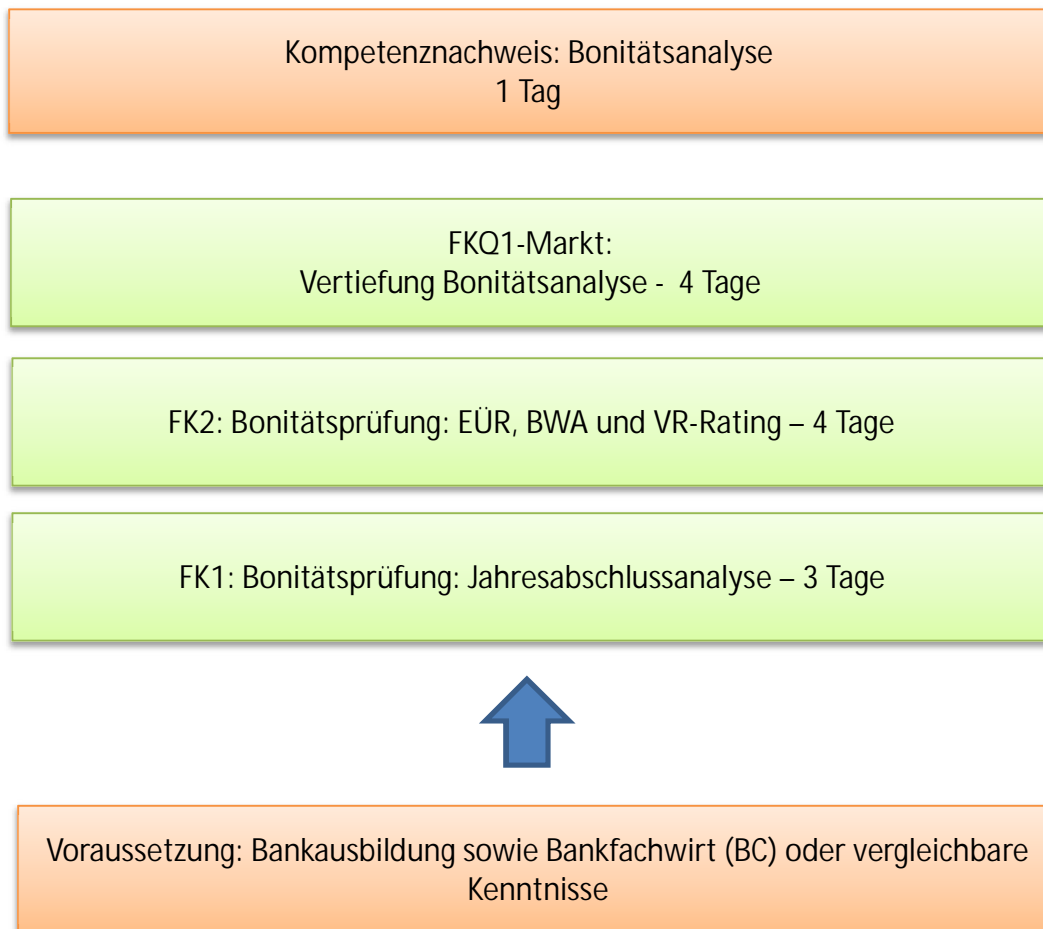 Kompetenznachweis: Bonitätsanalyse
1 Tag
FKQ1-Markt:
Vertiefung Bonitätsanalyse - 4 Tage
FK2: Bonitätsprüfung: EÜR, BWA und VR-Rating – 4 Tage
FK1: Bonitätsprüfung: Jahresabschlussanalyse – 3 Tage
Voraussetzung: Bankausbildung sowie Bankfachwirt (BC) oder vergleichbare
Kenntnisse